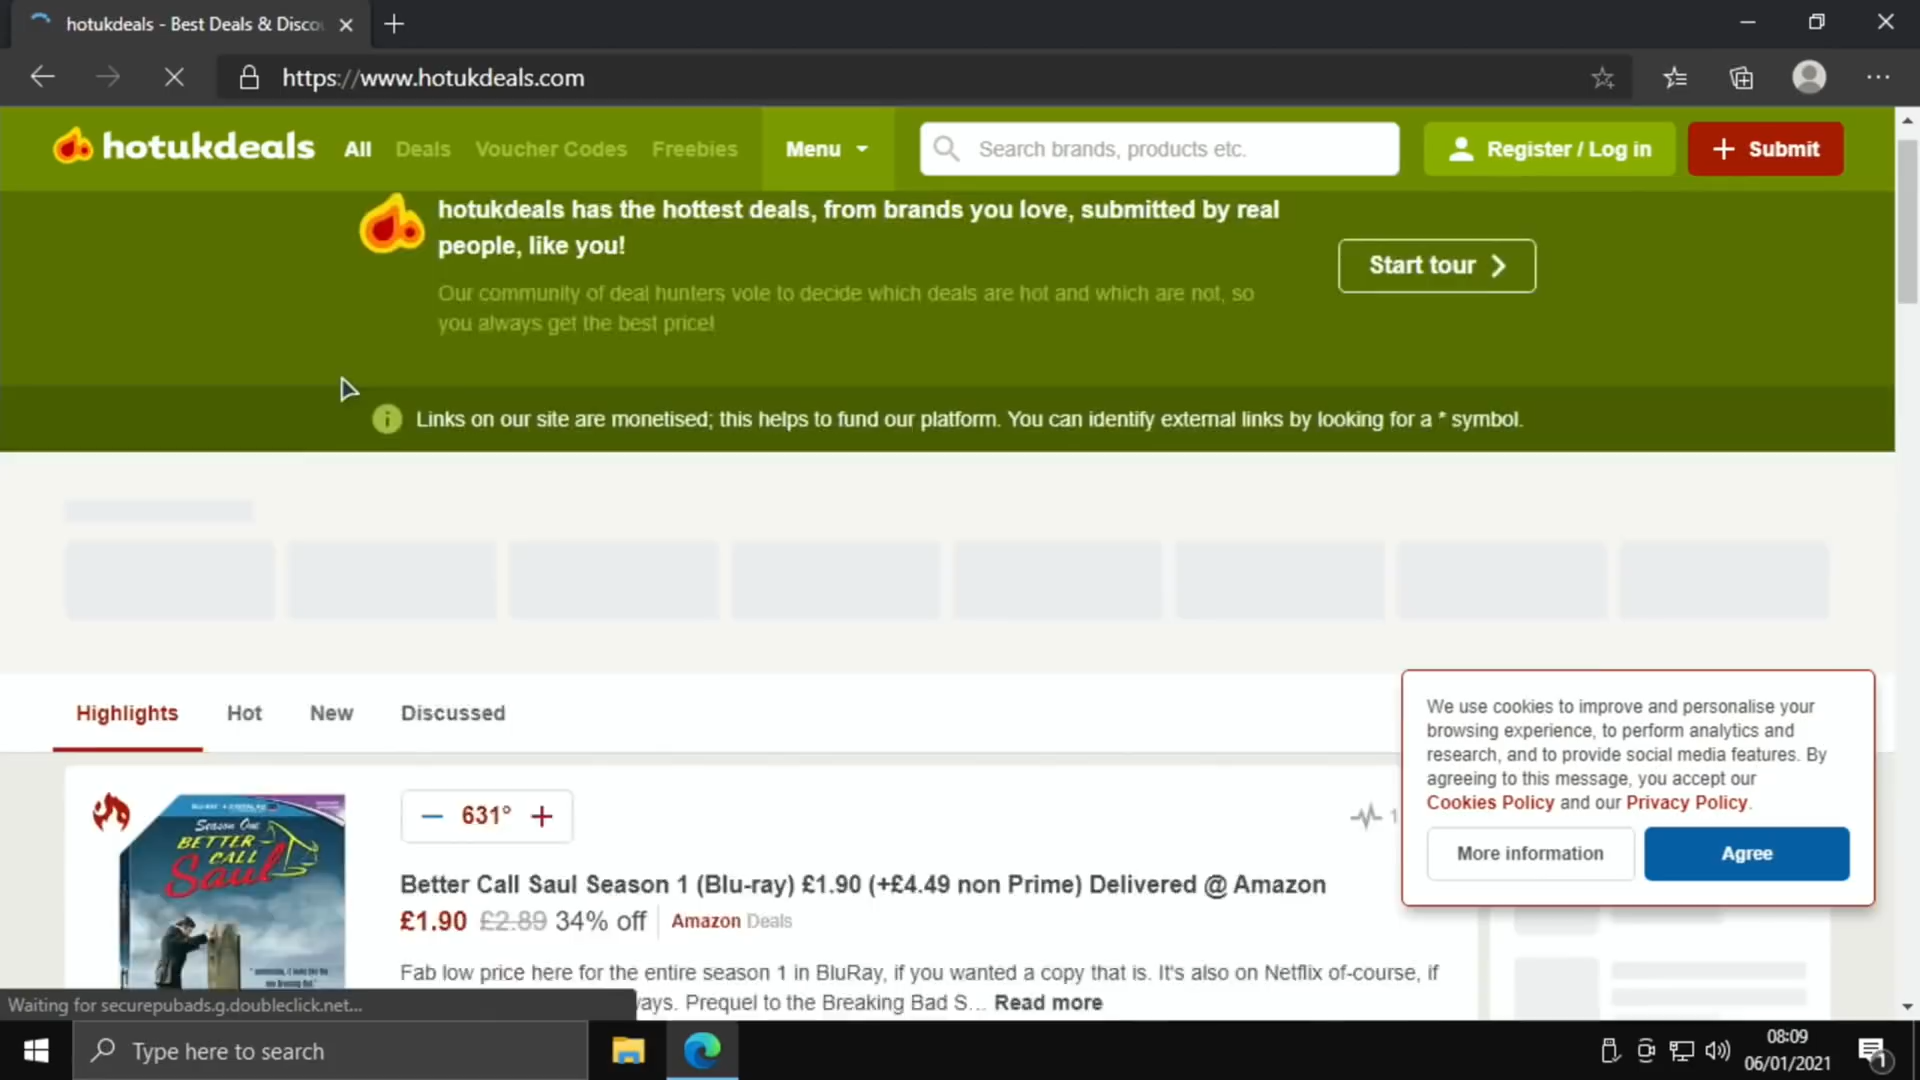 hotukdeals - Best Deals & Disco
https://www.hotukdeals.com
hotukdeals All Deals Voucher Codes Freebies Menu Search brands, products etc. Register / Log in + Submit
hotukdeals has the hottest deals, from brands you love, submitted by real
people, like you!
Start tour
Our community of deal hunters vote to decide which deals are hot and which are not, so
you always get the best price!
Links on our site are monetised; this helps to fund our platform. You can identify external links by looking for a * symbol.
Highlights Hot New Discussed
We use cookies to improve and personalise your
browsing experience, to perform analytics and
research, and to provide social media features. By
agreeing to this message, you accept our
Cookies Policy and our Privacy Policy.
More information Agree
Season One
BETTER
CALL
Saul
− 631° +
Better Call Saul Season 1 (Blu-ray) £1.90 (+£4.49 non Prime) Delivered @ Amazon
£1.90 £2.89 34% off Amazon Deals
Fab low price here for the entire season 1 in BluRay, if you wanted a copy that is. It's also on Netflix of-course, if
ways. Prequel to the Breaking Bad S... Read more
Waiting for securepubads.g.doubleclick.net...
Type here to search
08:09
06/01/2021
1